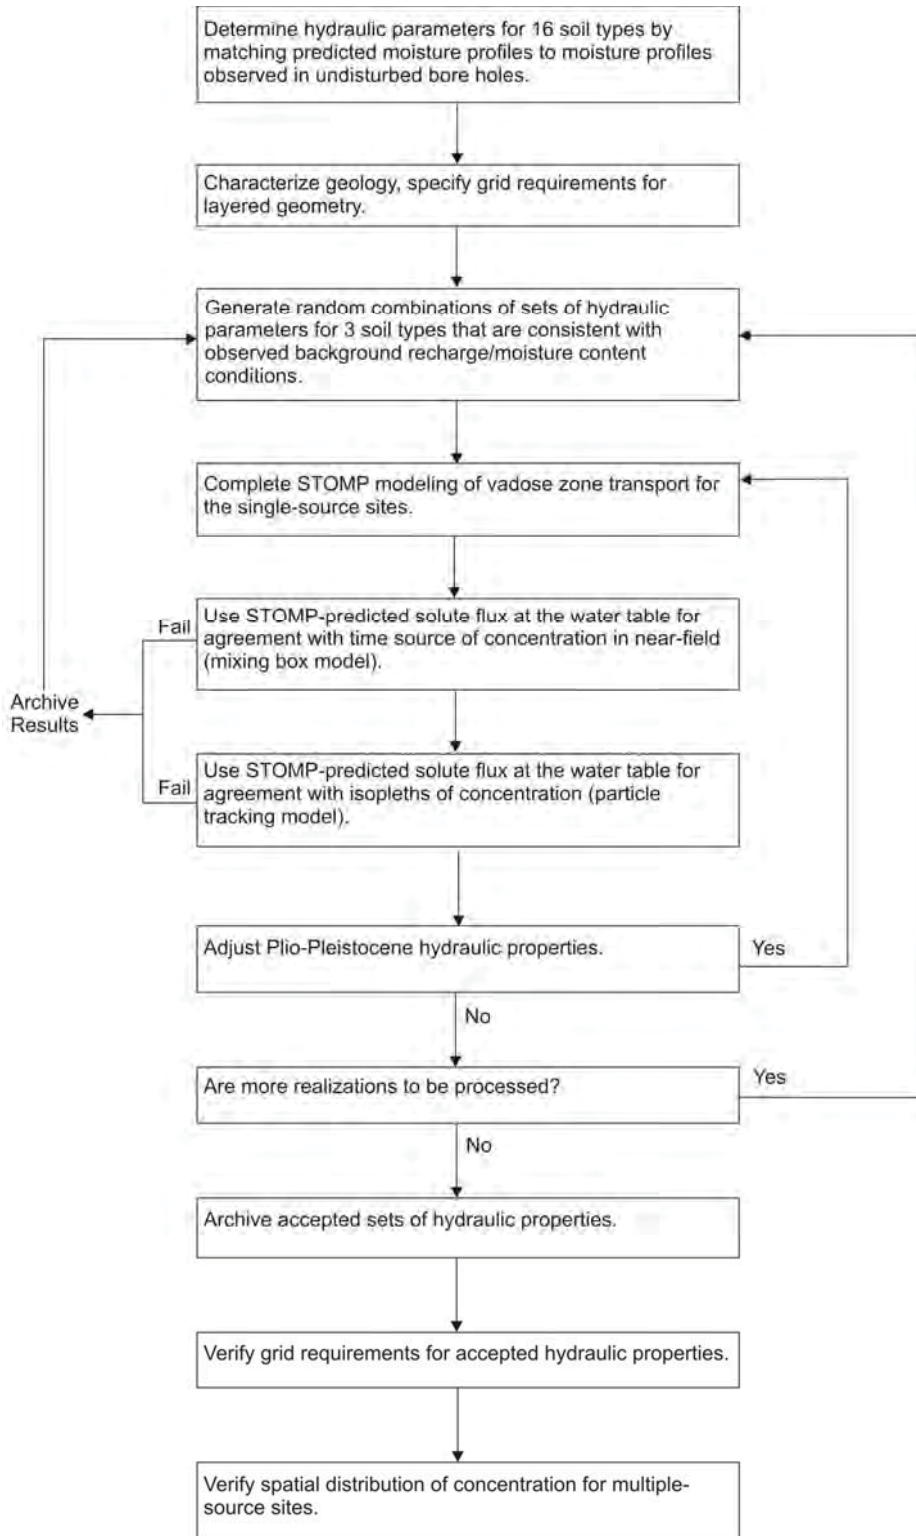 Determine hydraulic parameters for 16 soil types by
matching predicted moisture profiles to moisture profiles
observed in undisturbed bore holes.
Characterize geology, specify grid requirements for
layered geometry.
Generate random combinations of sets of hydraulic
parameters for 3 soil types that are consistent with
observed background recharge/moisture content
conditions.
Complete STOMP modeling of vadose zone transport for
the single-source sites.
Fail
Use STOMP-predicted solute flux at the water table for
agreement with time source of concentration in near-field
(mixing box model).
Archive
Results
Fail
Use STOMP-predicted solute flux at the water table for
agreement with isopleths of concentration (particle
tracking model).
Adjust Plio-Pleistocene hydraulic properties.
Yes
No
Are more realizations to be processed?
Yes
No
Archive accepted sets of hydraulic properties.
Verify grid requirements for accepted hydraulic properties.
Verify spatial distribution of concentration for multiple-
source sites.